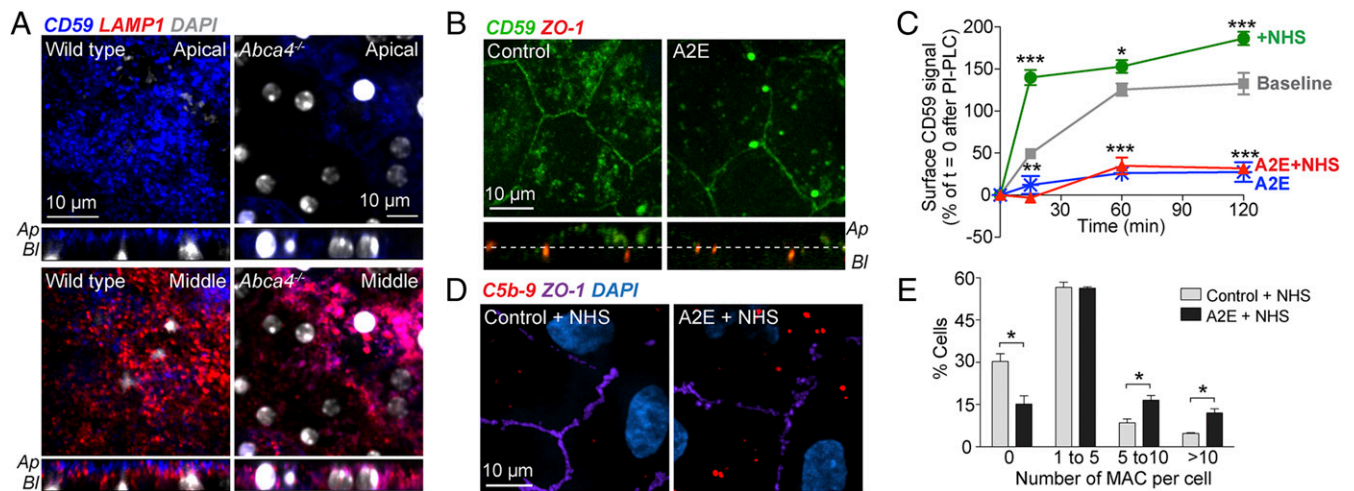 A
CD59 LAMP1 DAPI
Wild type Apical
Abca4-/- Apical
10 µm
10 µm
Ap
Bl
Wild type Middle
Abca4-/- Middle
Ap
Bl
B
CD59 ZO-1
Control
A2E
10 µm
Ap
Bl
C
Surface CD59 signal
(% of t = 0 after PI-PLC)
200
150
100
50
0
−50
30 60 90 120
Time (min)
***
*
***
+NHS
Baseline
**
***
***
A2E+NHS
A2E
D
C5b-9 ZO-1 DAPI
Control + NHS
A2E + NHS
10 µm
E
% Cells
60
45
30
15
0
Control + NHS
A2E + NHS
*
*
*
0 1 to 5 5 to10 >10
Number of MAC per cell